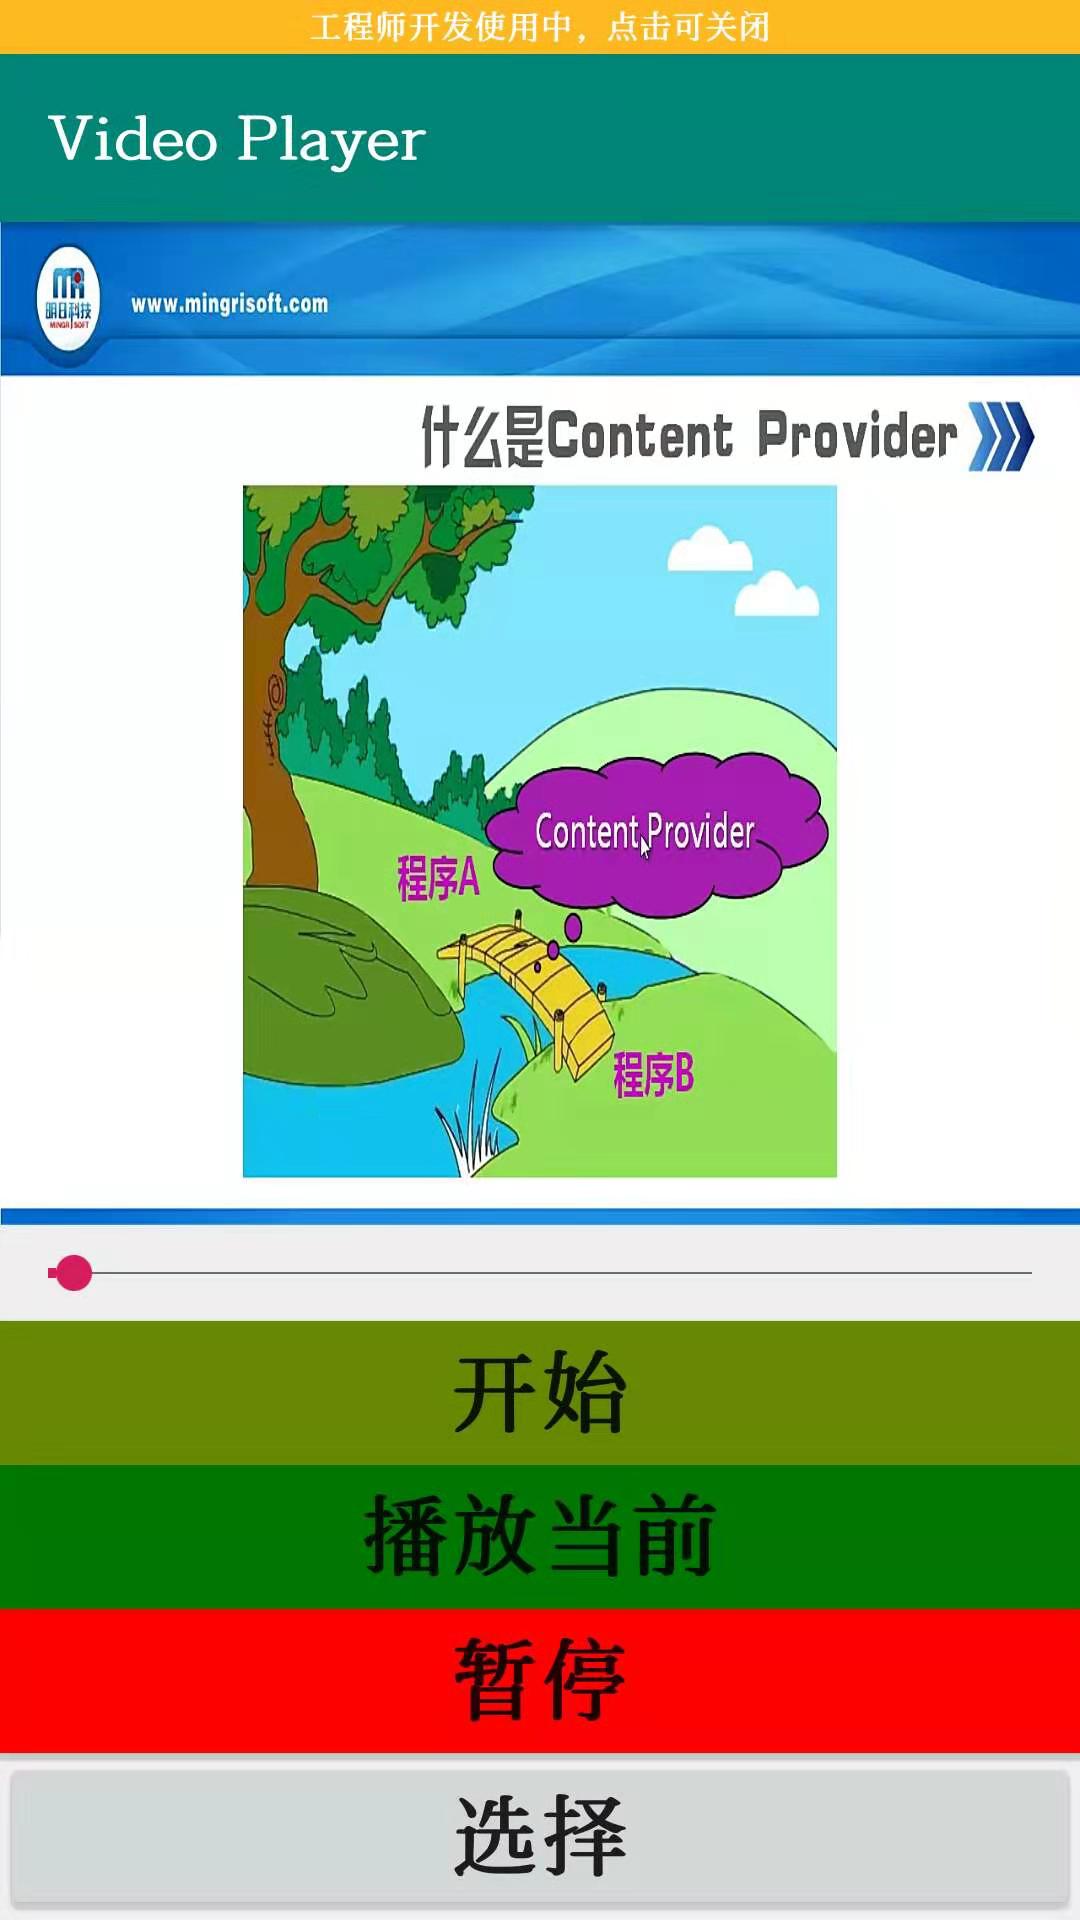 工程师开发使用中，点击可关闭
Video Player
明日科技
MINGRISOFT
www.mingrisoft.com
什么是Content Provider
Content Provider
程序A
程序B
开始
播放当前
暂停
选择